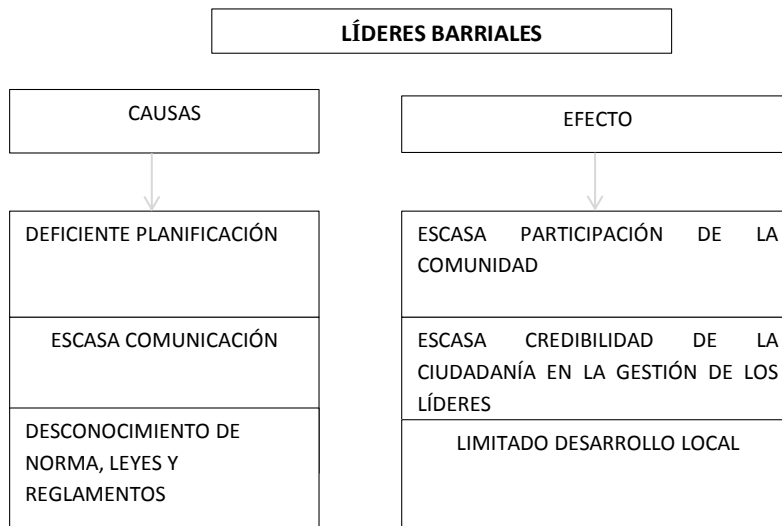 LÍDERES BARRIALES
CAUSAS
EFECTO
DEFICIENTE PLANIFICACIÓN
ESCASA COMUNICACIÓN
DESCONOCIMIENTO DE
NORMA, LEYES Y
REGLAMENTOS
ESCASA PARTICIPACIÓN DE LA
COMUNIDAD
ESCASA CREDIBILIDAD DE LA
CIUDADANÍA EN LA GESTIÓN DE LOS
LÍDERES
LIMITADO DESARROLLO LOCAL